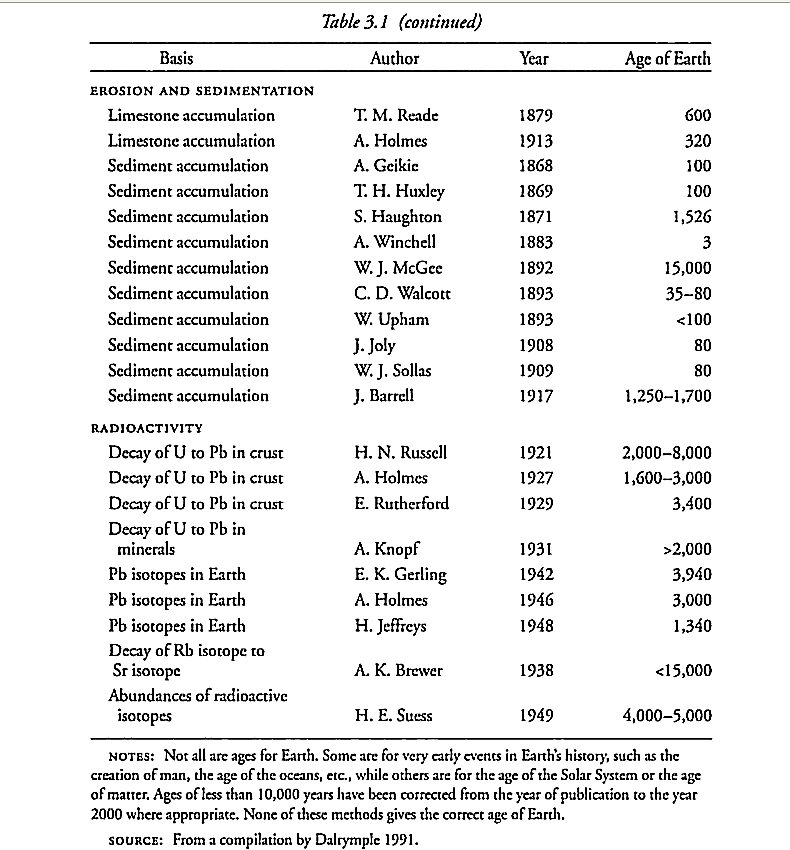 Table 3.1 (continued)
Basis Author Year Age of Earth
EROSION AND SEDIMENTATION
Limestone accumulation T. M. Reade 1879 600
Limestone accumulation A. Holmes 1913 320
Sediment accumulation A. Geikie 1868 100
Sediment accumulation T. H. Huxley 1869 100
Sediment accumulation S. Haughton 1871 1,526
Sediment accumulation A. Winchell 1883 3
Sediment accumulation W. J. McGee 1892 15,000
Sediment accumulation C. D. Walcott 1893 35–80
Sediment accumulation W. Upham 1893 <100
Sediment accumulation J. Joly 1908 80
Sediment accumulation W. J. Sollas 1909 80
Sediment accumulation J. Barrell 1917 1,250–1,700
RADIOACTIVITY
Decay of U to Pb in crust H. N. Russell 1921 2,000–8,000
Decay of U to Pb in crust A. Holmes 1927 1,600–3,000
Decay of U to Pb in crust E. Rutherford 1929 3,400
Decay of U to Pb in
minerals A. Knopf 1931 >2,000
Pb isotopes in Earth E. K. Gerling 1942 3,940
Pb isotopes in Earth A. Holmes 1946 3,000
Pb isotopes in Earth H. Jeffreys 1948 1,340
Decay of Rb isotope to
Sr isotope A. K. Brewer 1938 <15,000
Abundances of radioactive
isotopes H. E. Suess 1949 4,000–5,000
NOTES: Not all are ages for Earth. Some are for very early events in Earth's history, such as the
creation of man, the age of the oceans, etc., while others are for the age of the Solar System or the age
of matter. Ages of less than 10,000 years have been corrected from the year of publication to the year
2000 where appropriate. None of these methods gives the correct age of Earth.
SOURCE: From a compilation by Dalrymple 1991.